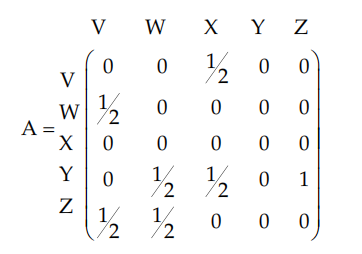 V W X Y Z
V 0 0 1/2 0 0
W 1/2 0 0 0 0
A = X 0 0 0 0 0
Y 0 1/2 1/2 0 1
Z 1/2 1/2 0 0 0